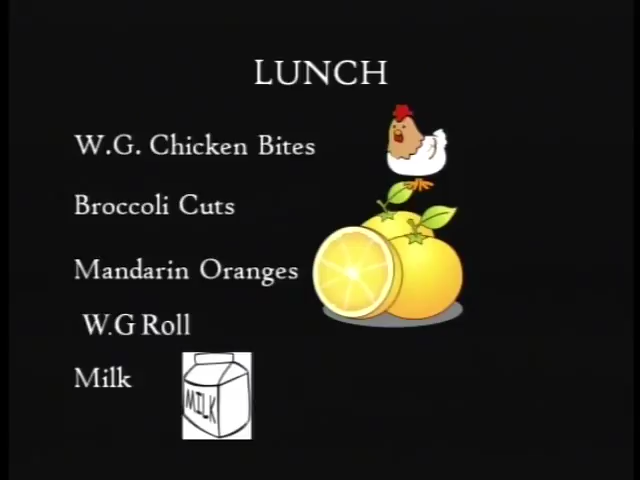 LUNCH
W.G. Chicken Bites
Broccoli Cuts
Mandarin Oranges
W.G Roll
Milk
MILK